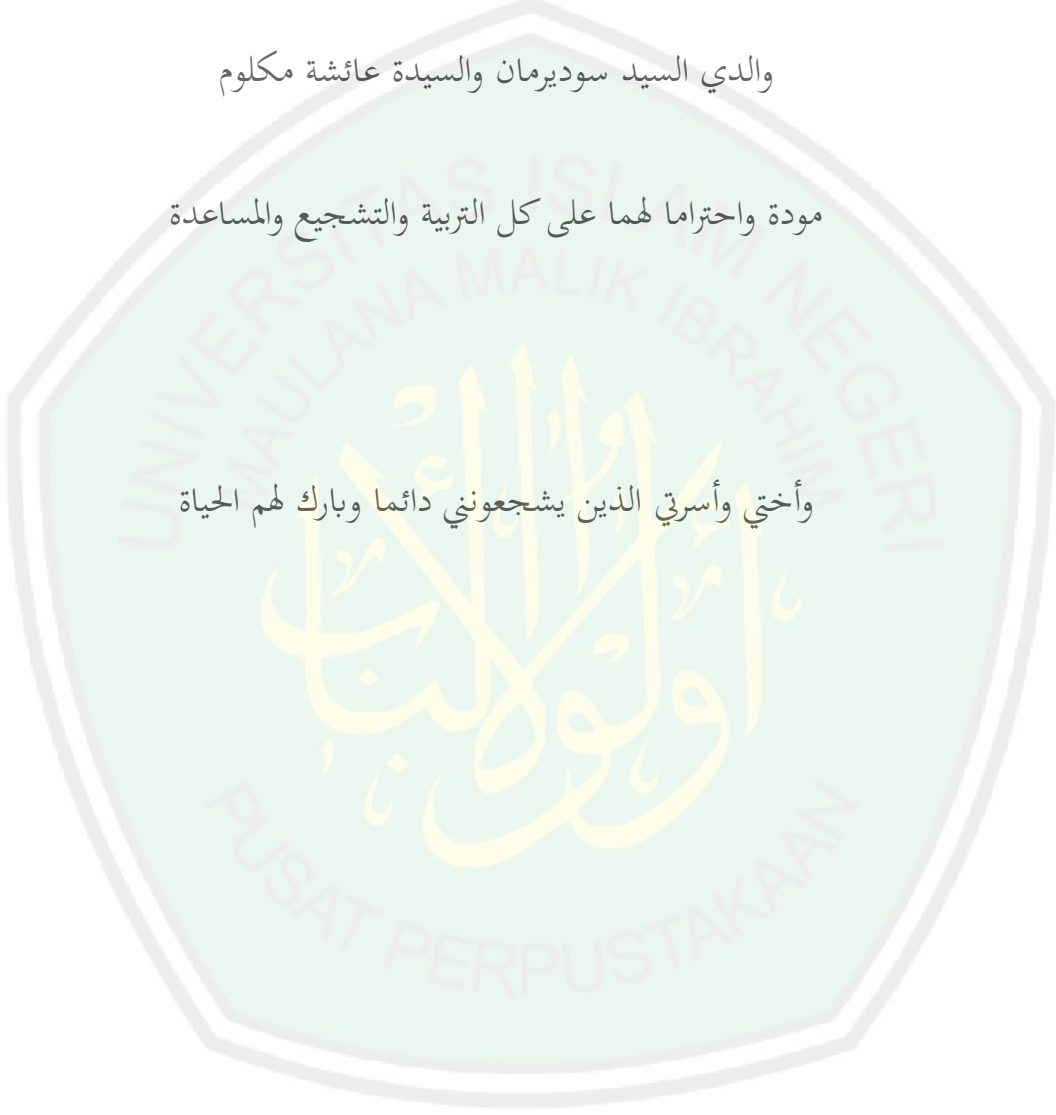 والدي السيد سوديرمان والسيدة عائشة مكلوم
مودة واحتراما لهما على كل التربية والتشجيع والمساعدة
وأختي وأسرتي الذين يشجعونني دائما وبارك لهم الحياة
UNIVERSITAS ISLAM NEGERI
MAULANA MALIK IBRAHIM
أولو الألباب
PUSAT PERPUSTAKAAN